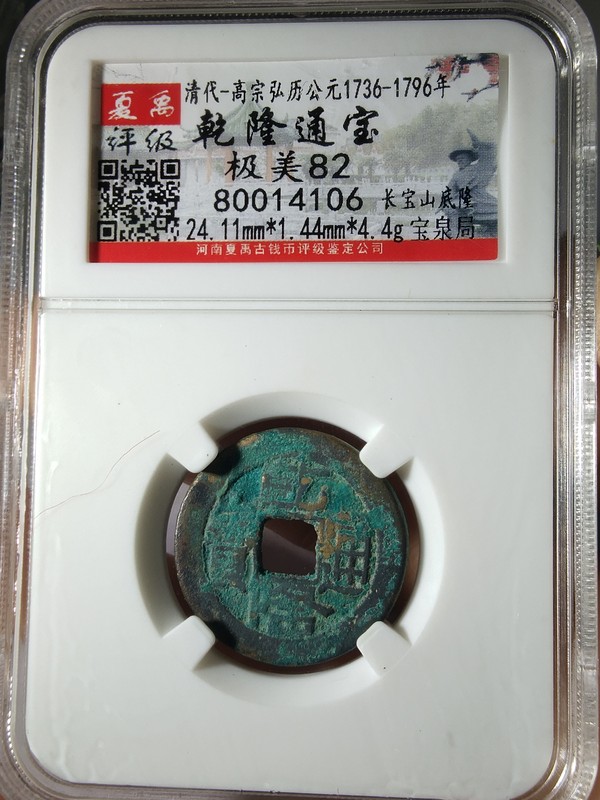 清代-高宗弘历公元1736-1796年
夏禹
评级
乾隆通宝
极美82
80014106 长宝山底隆
24.11mm*1.44mm*4.4g 宝泉局
河南夏禹古钱币评级鉴定公司
通